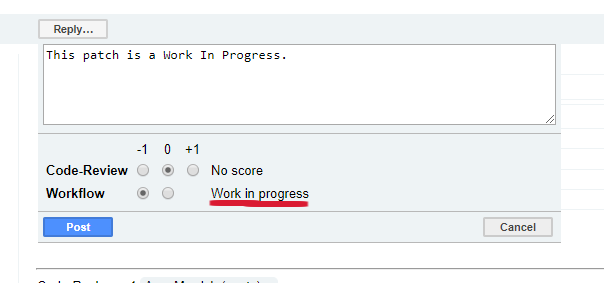 Reply...
This patch is a Work In Progress.
-1 0 +1
Code-Review No score
Workflow Work in progress
Post Cancel